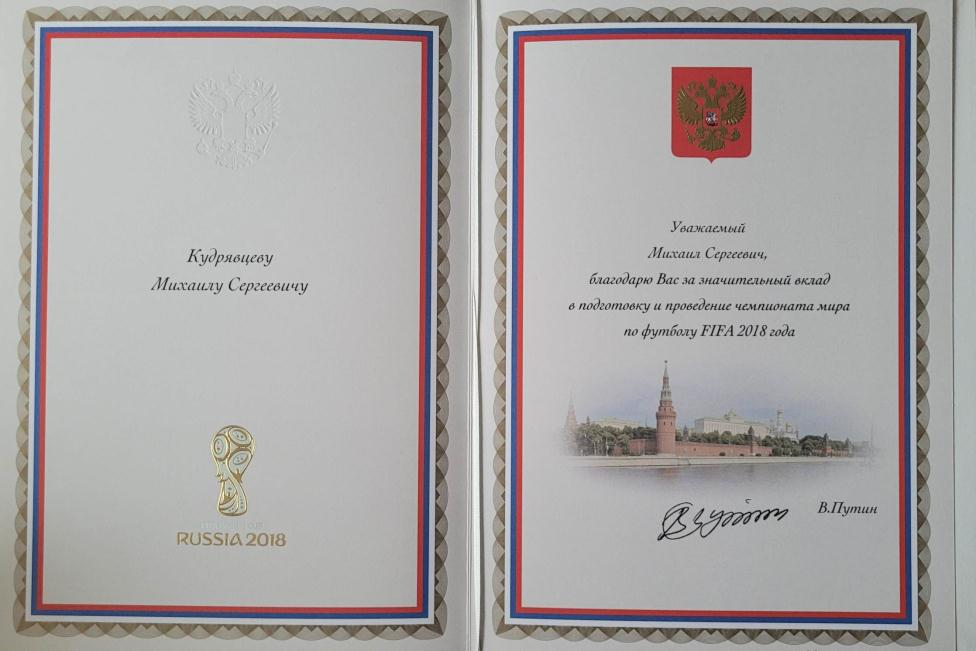 Кудрявцеву
Михаилу Сергеевичу
RUSSIA 2018
Уважаемый
Михаил Сергеевич,
благодарю Вас за значительный вклад
в подготовку и проведение чемпионата мира
по футболу FIFA 2018 года
В.Путин